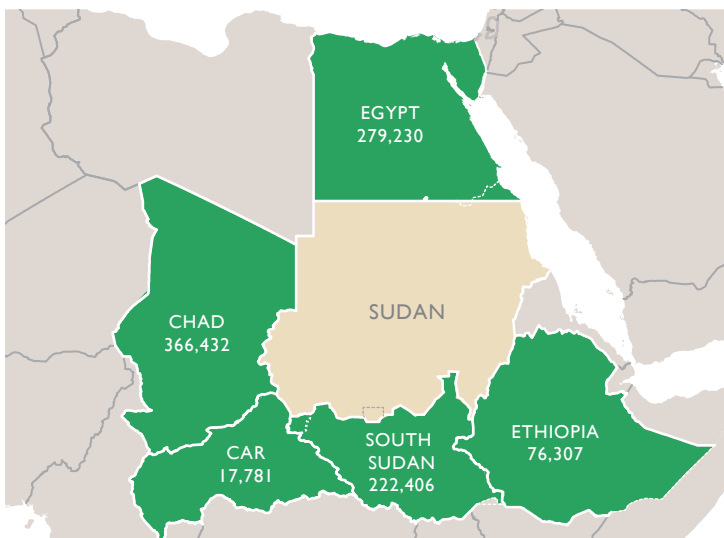 EGYPT
279,230
SUDAN
CHAD
366,432
CAR
17,781
SOUTH
SUDAN
222,406
ETHIOPIA
76,307